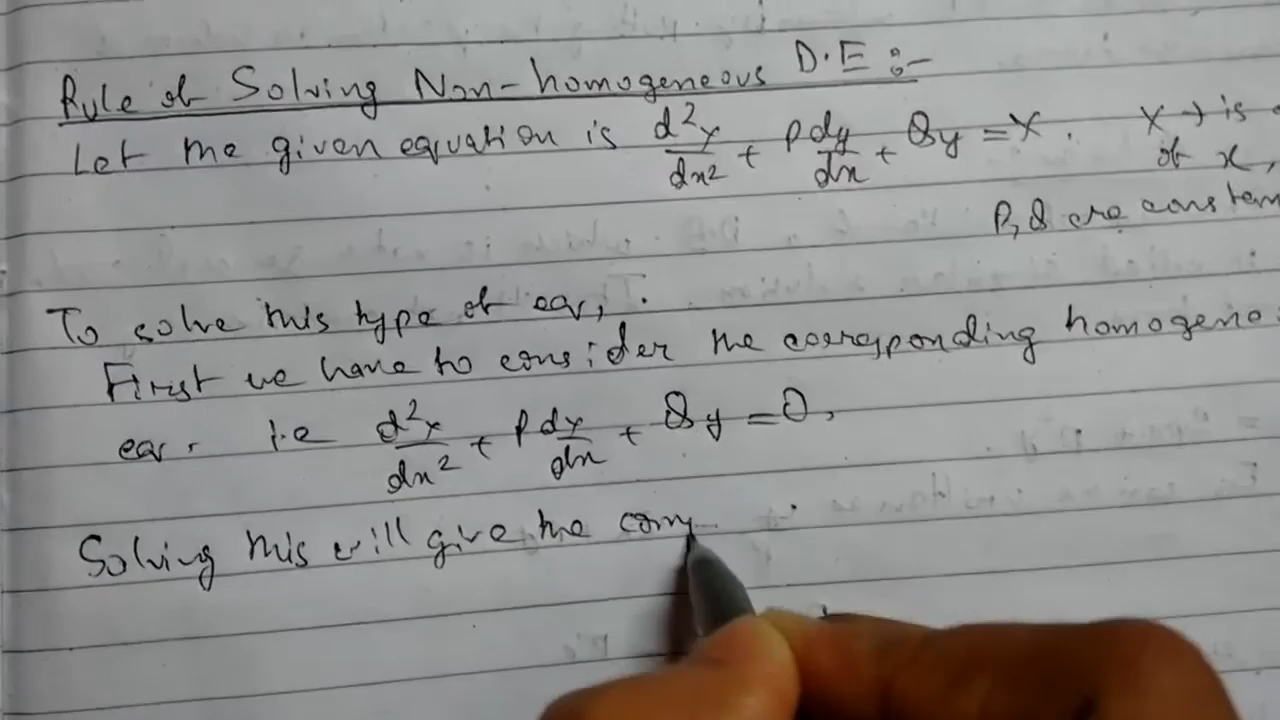 Rule of Solving Non-homogeneous D.E :-
Let the given equation is d²y/dx² + P dy/dx + Qy = X. X → is
of x,
P, Q are constan
To solve this type of eqn,
First we have to consider the corresponding homogeneo
eqn. i.e d²y/dx² + P dy/dx + Qy = 0,
Solving this will give the com